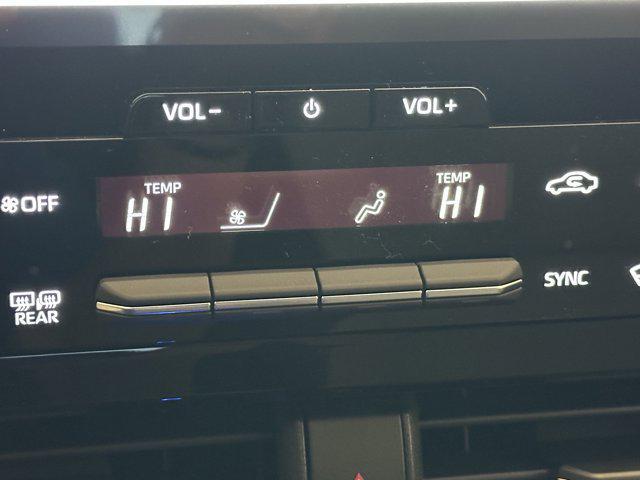 VOL− VOL+
OFF
TEMP
HI
TEMP
HI
REAR
SYNC